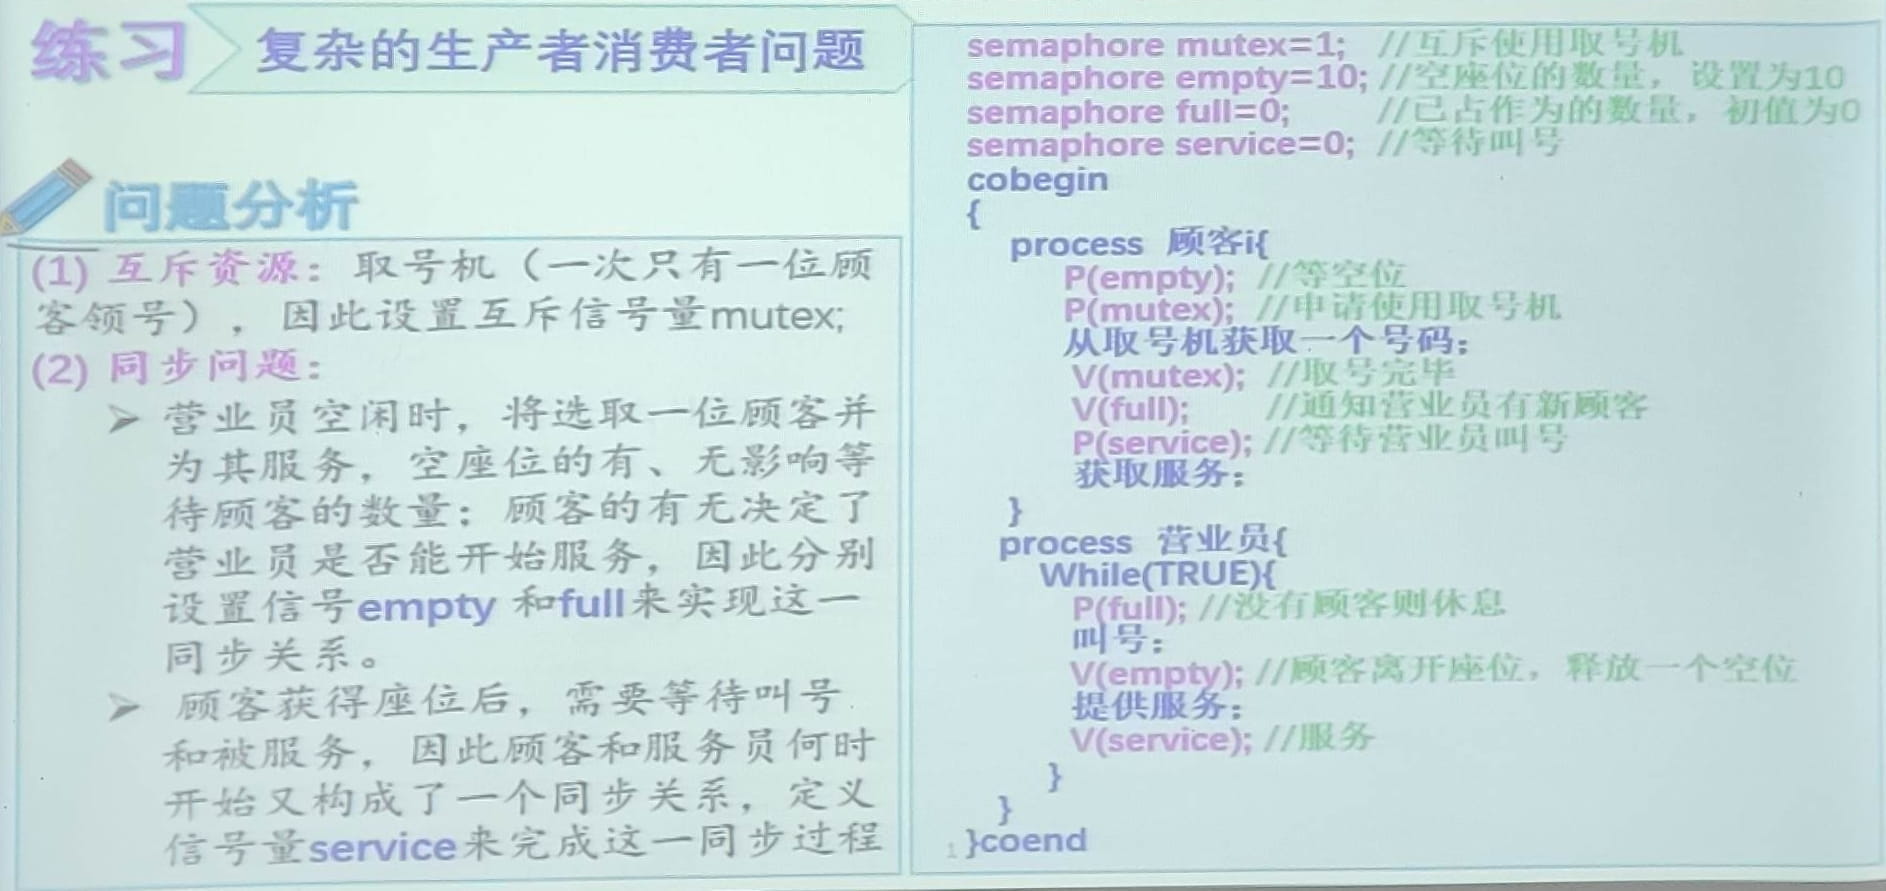 练习
复杂的生产者消费者问题
问题分析
(1) 互斥资源：取号机（一次只有一位顾
客领号），因此设置互斥信号量mutex;
(2) 同步问题：
➢ 营业员空闲时，将选取一位顾客并
为其服务，空座位的有、无影响等
待顾客的数量；顾客的有无决定了
营业员是否能开始服务，因此分别
设置信号empty 和full来实现这一
同步关系。
➢ 顾客获得座位后，需要等待叫号
和被服务，因此顾客和服务员何时
开始又构成了一个同步关系，定义
信号量service来完成这一同步过程
semaphore mutex=1; //互斥使用取号机
semaphore empty=10; //空座位的数量，设置为10
semaphore full=0; //已占作为的数量，初值为0
semaphore service=0; //等待叫号
cobegin
{
process 顾客i{
P(empty); //等空位
P(mutex); //申请使用取号机
从取号机获取一个号码；
V(mutex); //取号完毕
V(full); //通知营业员有新顾客
P(service); //等待营业员叫号
获取服务；
}
process 营业员{
While(TRUE){
P(full); //没有顾客则休息
叫号；
V(empty); //顾客离开座位，释放一个空位
提供服务；
V(service); //服务
}
}
1 }coend